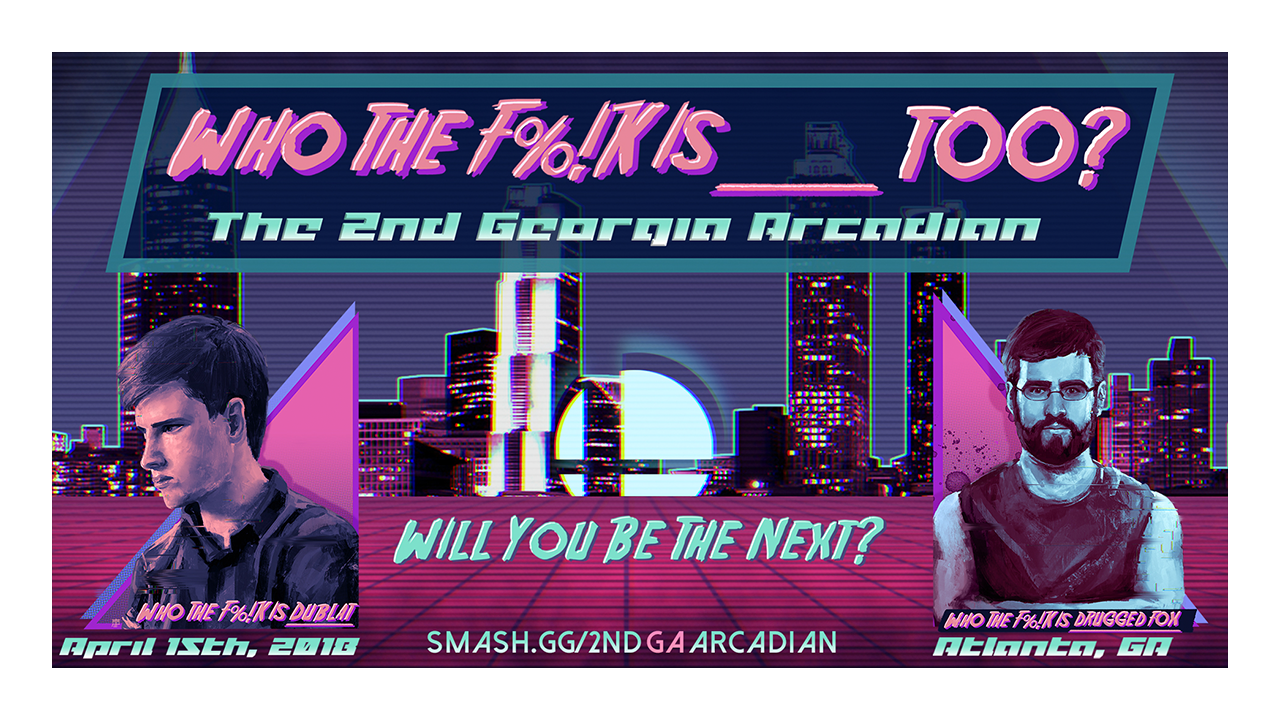 WHO THE F%!K IS ____ TOO?
The 2nd Georgia Arcadian
WILL YOU BE THE NEXT?
WHO THE F%!K IS DUBLAT
WHO THE F%!K IS DRUGGED FOX
April 15th, 2018
SMASH.GG/2NDGAARCADIAN
Atlanta, GA